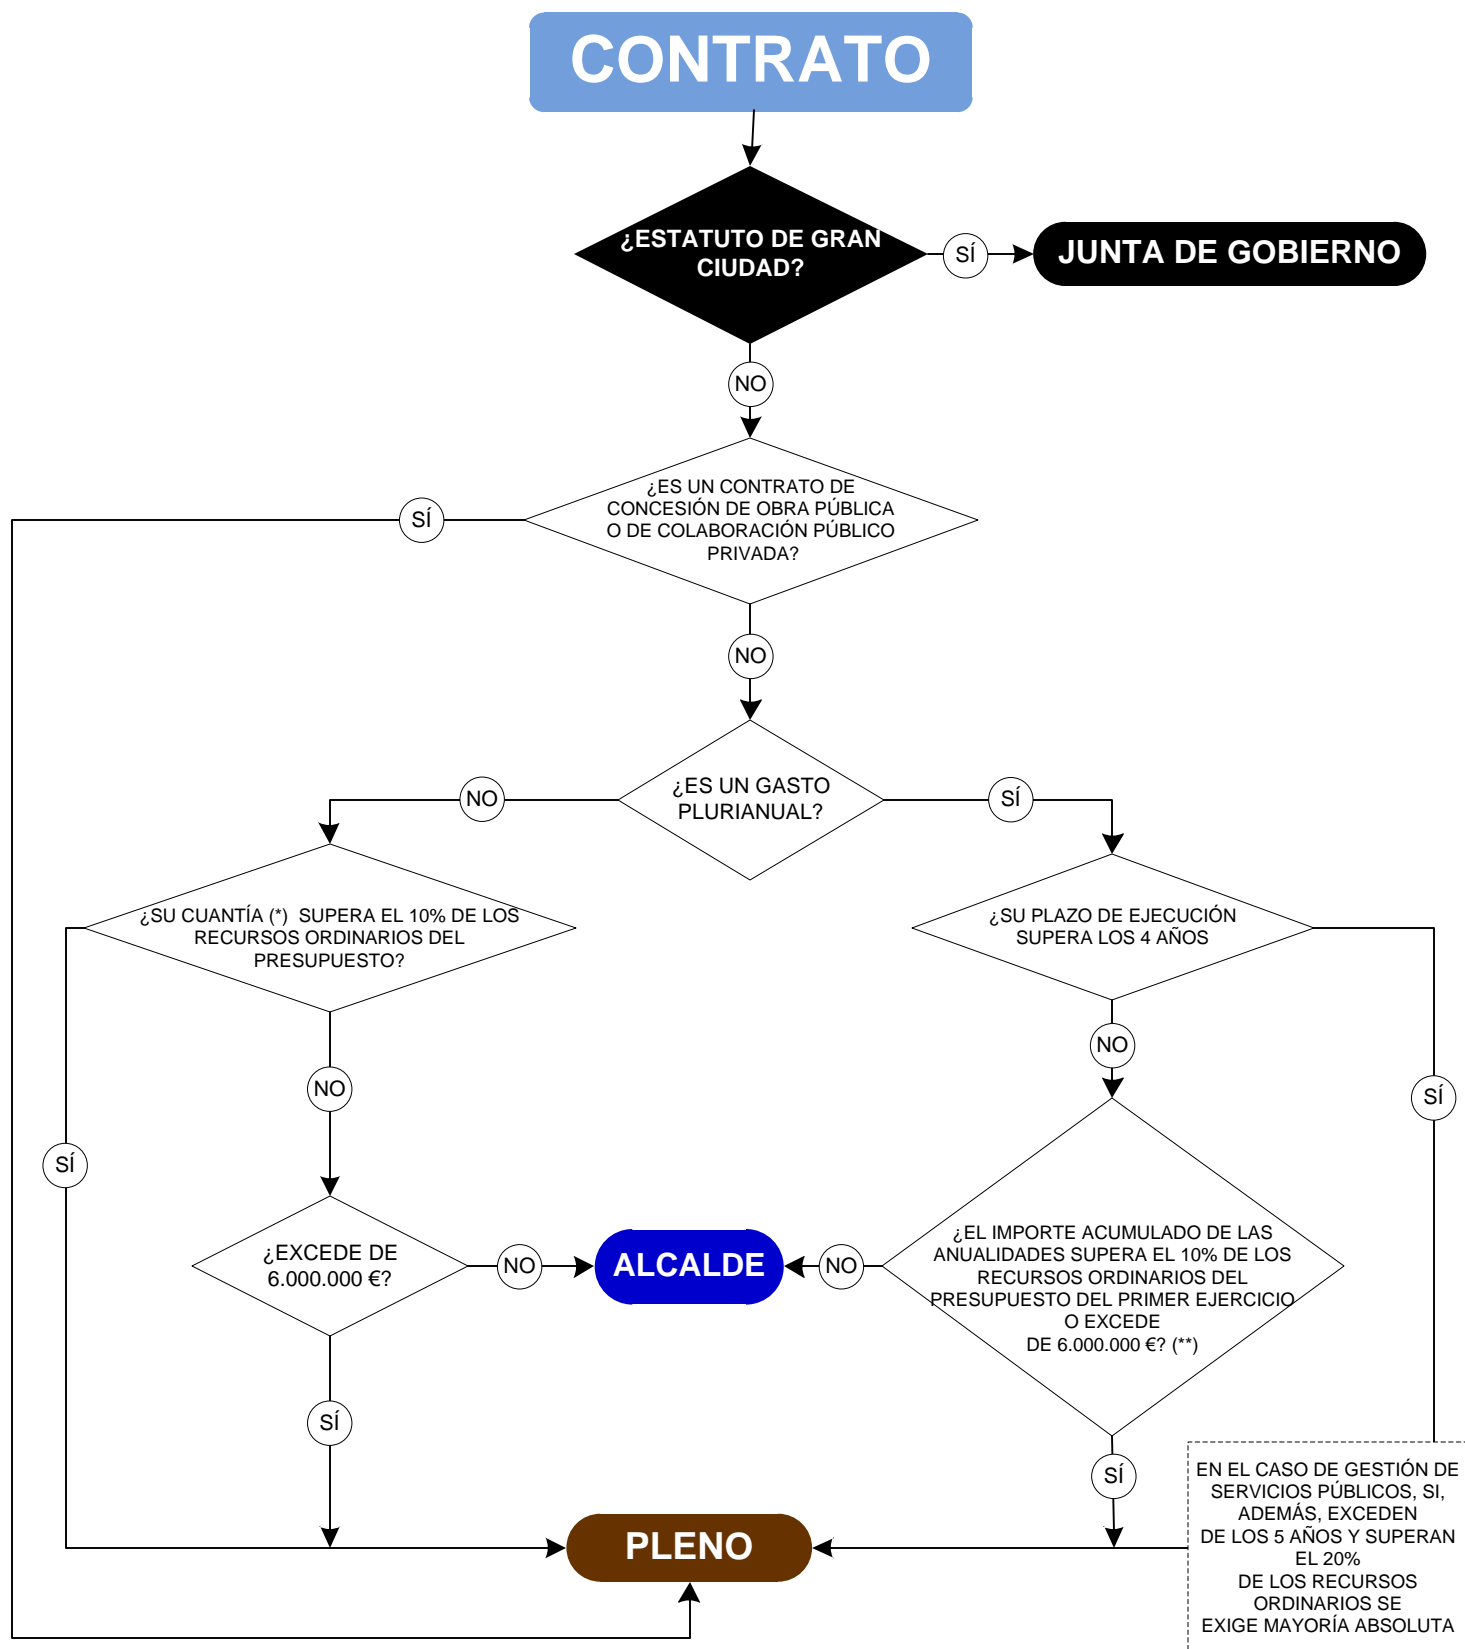 CONTRATO
¿ESTATUTO DE GRAN
CIUDAD?
SÍ
JUNTA DE GOBIERNO
NO
¿ES UN CONTRATO DE
CONCESIÓN DE OBRA PÚBLICA
O DE COLABORACIÓN PÚBLICO
PRIVADA?
SÍ
NO
¿ES UN GASTO
PLURIANUAL?
NO
SÍ
¿SU CUANTÍA (*) SUPERA EL 10% DE LOS
RECURSOS ORDINARIOS DEL
PRESUPUESTO?
¿SU PLAZO DE EJECUCIÓN
SUPERA LOS 4 AÑOS
NO
NO
SÍ
SÍ
¿EXCEDE DE
6.000.000 €?
NO
ALCALDE
NO
¿EL IMPORTE ACUMULADO DE LAS
ANUALIDADES SUPERA EL 10% DE LOS
RECURSOS ORDINARIOS DEL
PRESUPUESTO DEL PRIMER EJERCICIO
O EXCEDE
DE 6.000.000 €? (**)
SÍ
SÍ
PLENO
EN EL CASO DE GESTIÓN DE
SERVICIOS PÚBLICOS, SI,
ADEMÁS, EXCEDEN
DE LOS 5 AÑOS Y SUPERAN
EL 20%
DE LOS RECURSOS
ORDINARIOS SE
EXIGE MAYORÍA ABSOLUTA